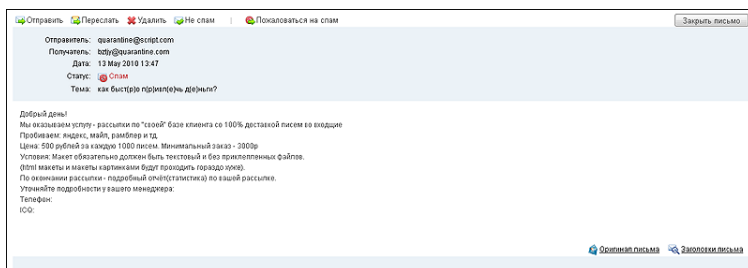 Отправить Переслать Удалить Не спам | Пожаловаться на спам Закрыть письмо
Отправитель: quarantine@script.com
Получатель: bztjy@quarantine.com
Дата: 13 May 2010 13:47
Статус: Спам
Тема: как быст(р)о п(р)ивл(е)чь д(е)ньги?
Добрый день!
Мы оказываем услугу - рассылки по "своей" базе клиента со 100% доставкой писем во входящие
Пробиваем: яндекс, майл, рамблер и тд.
Цена: 500 рублей за каждую 1000 писем. Минимальный заказ - 3000р
Условия: Макет обязательно должен быть текстовый и без приклепленных файлов.
(html макеты и макеты картинками будут проходить гораздо хуже).
По окончании рассылки - подробный отчёт(статистика) по вашей рассылке.
Уточняйте подробности у вашего менеджера:
Телефон:
ICQ:
Оригинал письма Заголовки письма